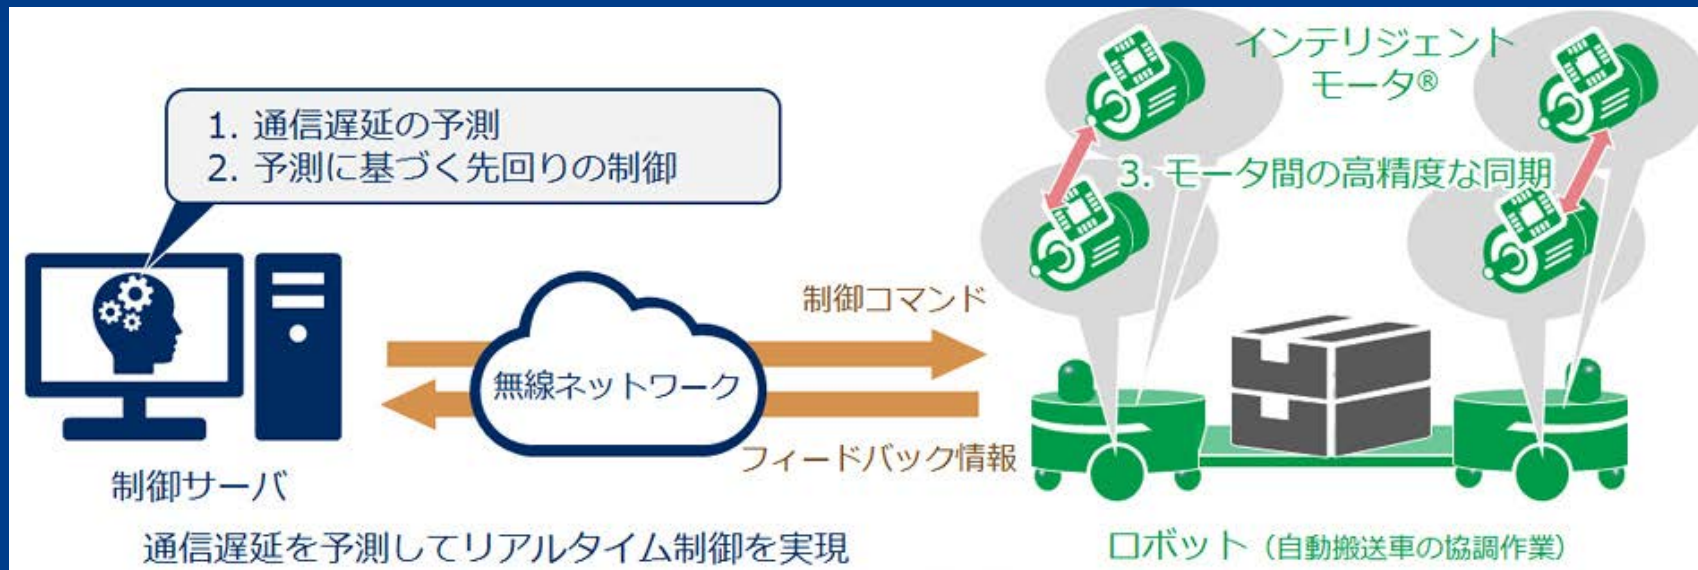 1. 通信遅延の予測
2. 予測に基づく先回りの制御
インテリジェント
モータ®
3. モータ間の高精度な同期
制御コマンド
無線ネットワーク
フィードバック情報
制御サーバ
通信遅延を予測してリアルタイム制御を実現
ロボット（自動搬送車の協調作業）